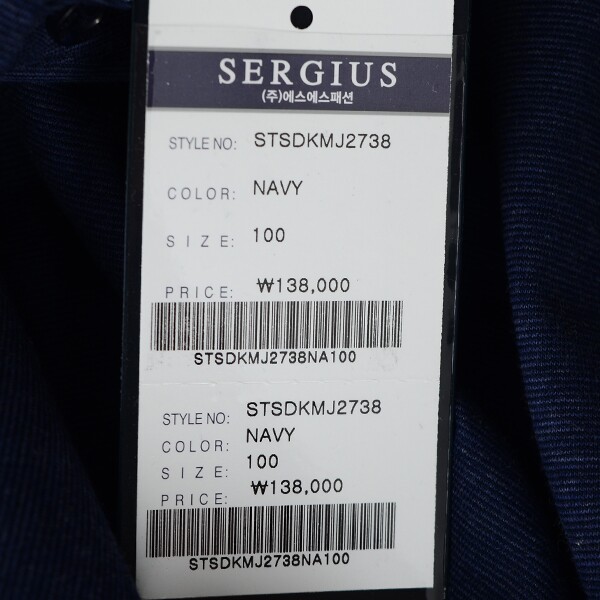 SERGIUS
(주)에스에스패션
STYLE NO: STSDKMJ2738
COLOR: NAVY
SIZE: 100
PRICE: ₩138,000
STSDKMJ2738NA100
STYLE NO: STSDKMJ2738
COLOR: NAVY
SIZE: 100
PRICE: ₩138,000
STSDKMJ2738NA100